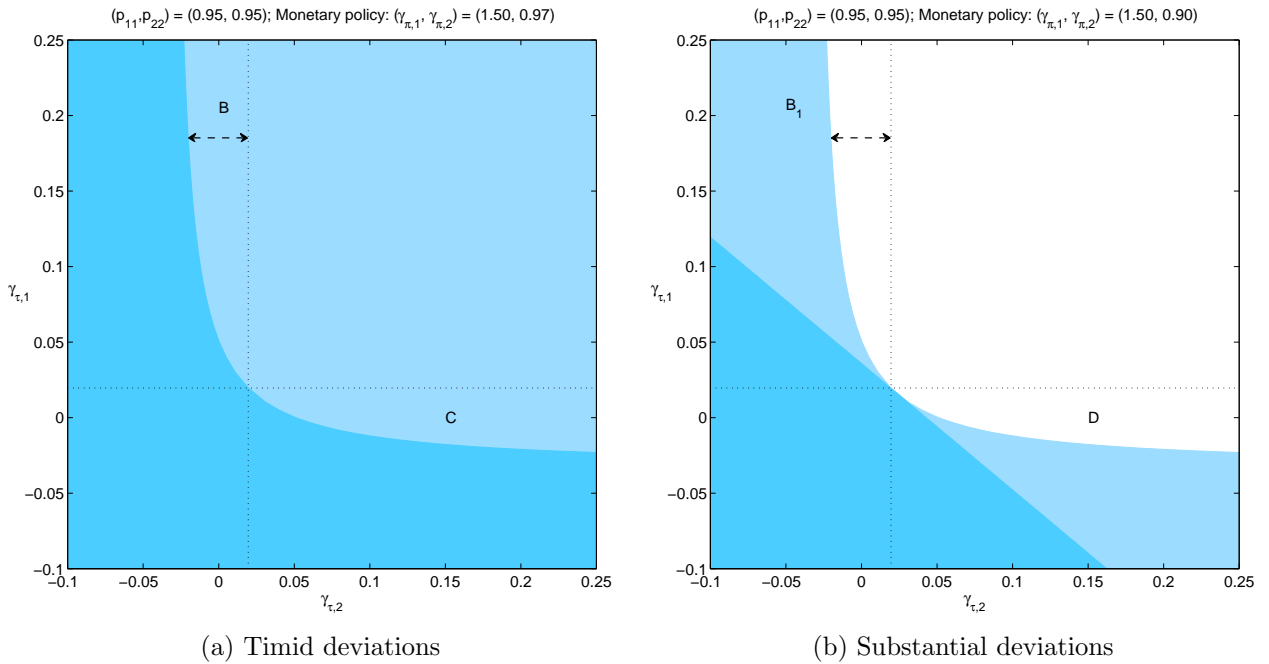 (p11,p22) = (0.95, 0.95); Monetary policy: (γπ,1, γπ,2) = (1.50, 0.97)
0.25
0.2
0.15
0.1
0.05
0
−0.05
−0.1
γτ,1
B
C
−0.1 −0.05 0 0.05 0.1 0.15 0.2 0.25
γτ,2
(a) Timid deviations
(p11,p22) = (0.95, 0.95); Monetary policy: (γπ,1, γπ,2) = (1.50, 0.90)
0.25
0.2
0.15
0.1
0.05
0
−0.05
−0.1
γτ,1
B1
D
−0.1 −0.05 0 0.05 0.1 0.15 0.2 0.25
γτ,2
(b) Substantial deviations